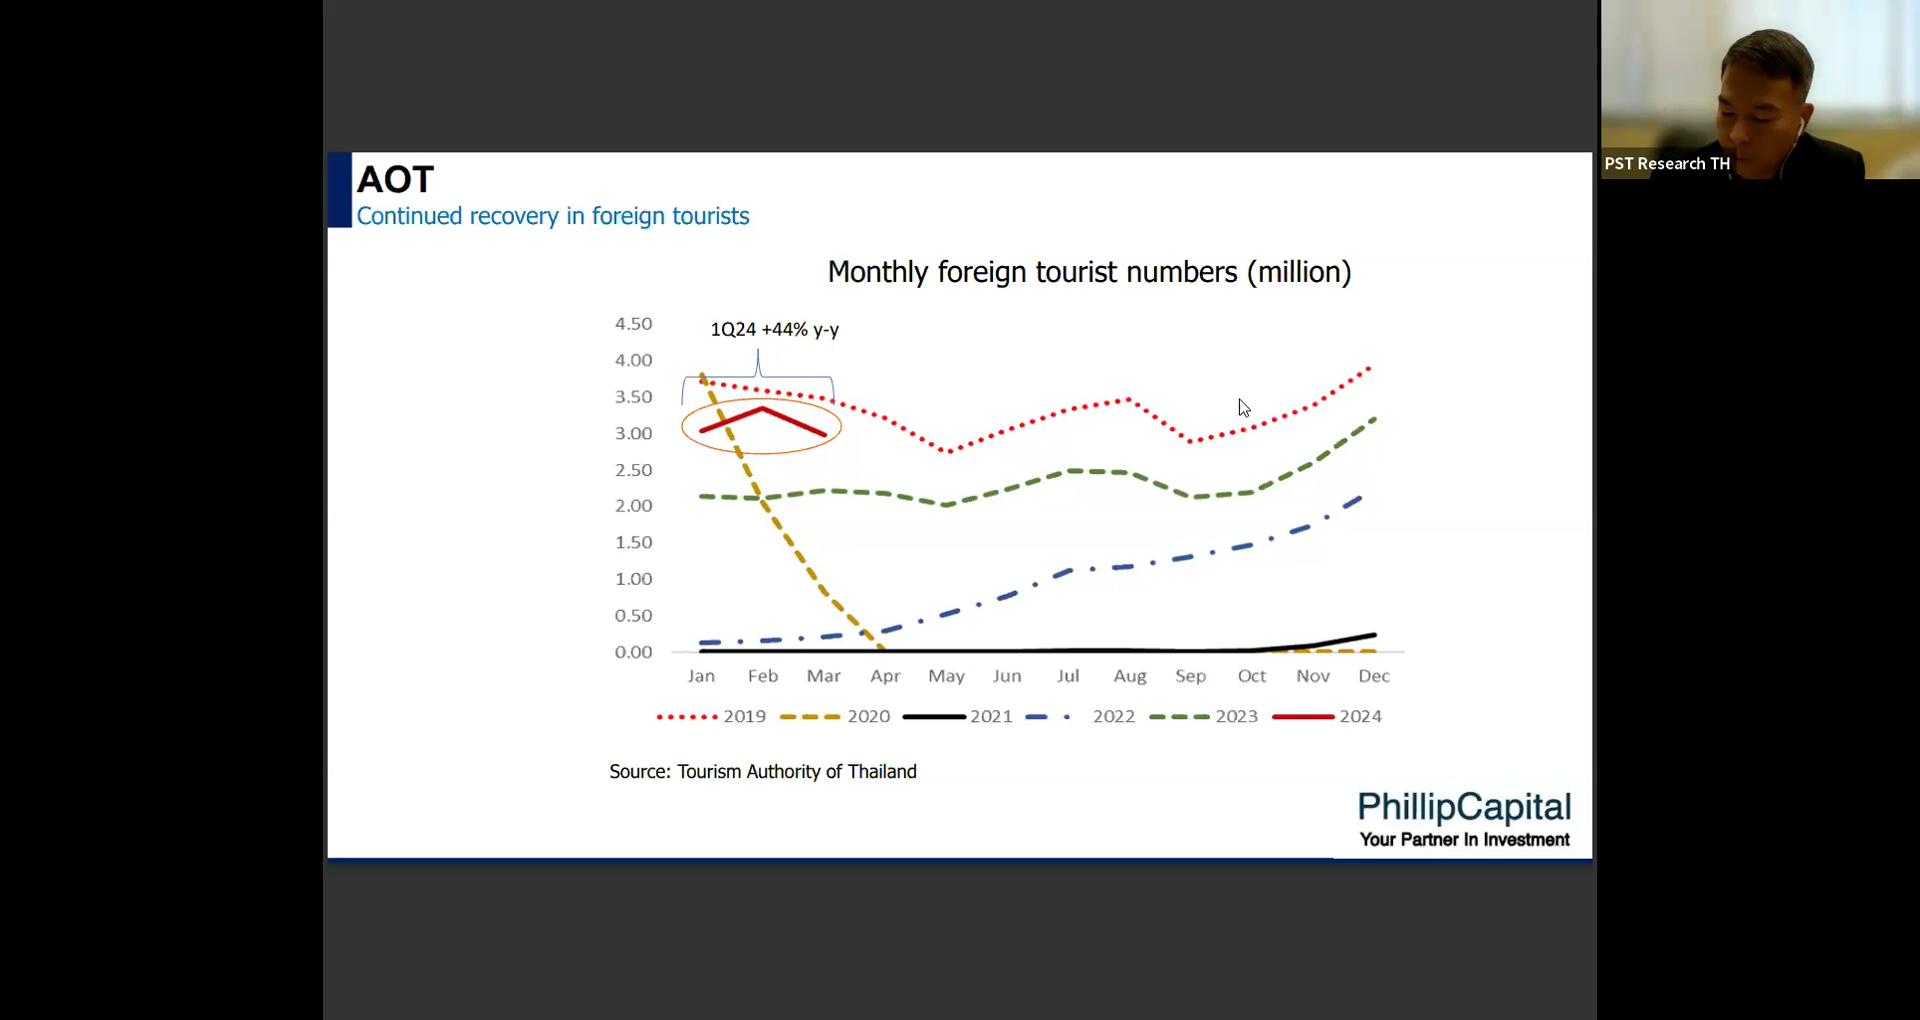 PST Research TH
AOT
Continued recovery in foreign tourists
Monthly foreign tourist numbers (million)
1Q24 +44% y-y
4.50
4.00
3.50
3.00
2.50
2.00
1.50
1.00
0.50
0.00
Jan Feb Mar Apr May Jun Jul Aug Sep Oct Nov Dec
2019 2020 2021 2022 2023 2024
Source: Tourism Authority of Thailand
PhillipCapital
Your Partner In Investment